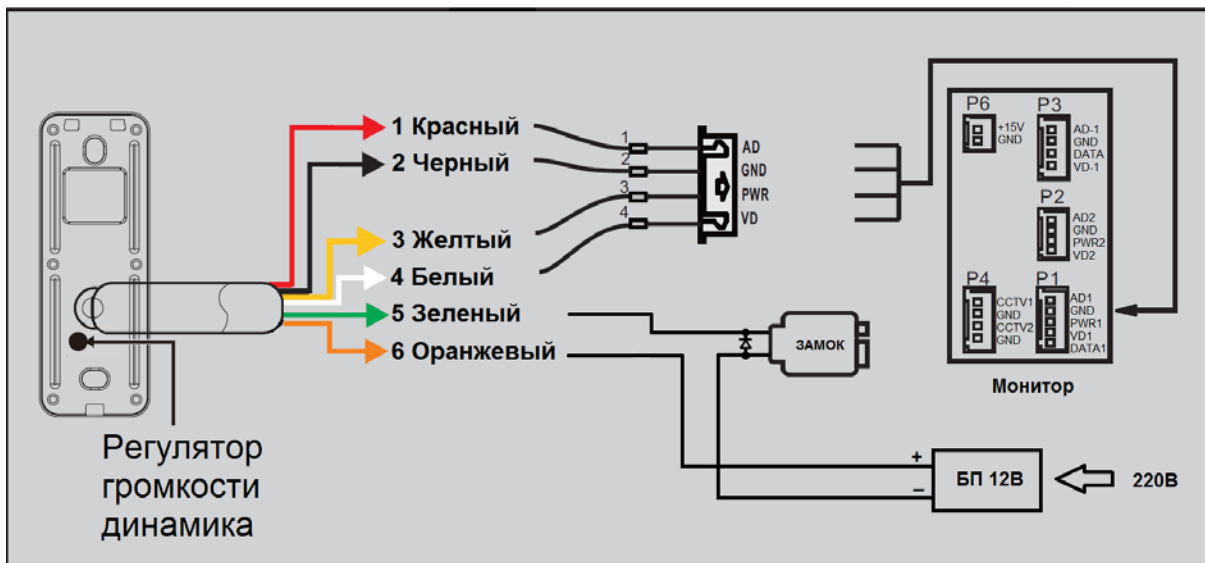 1 Красный
2 Черный
3 Желтый
4 Белый
5 Зеленый
6 Оранжевый
Регулятор
громкости
динамика
1
2
3
4
AD
GND
PWR
VD
ЗАМОК
P6
+15V
GND
P3
AD-1
GND
DATA
VD-1
P2
AD2
GND
PWR2
VD2
P4
CCTV1
GND
CCTV2
GND
P1
AD1
GND
PWR1
VD1
DATA1
Монитор
+
–
БП 12В
220В